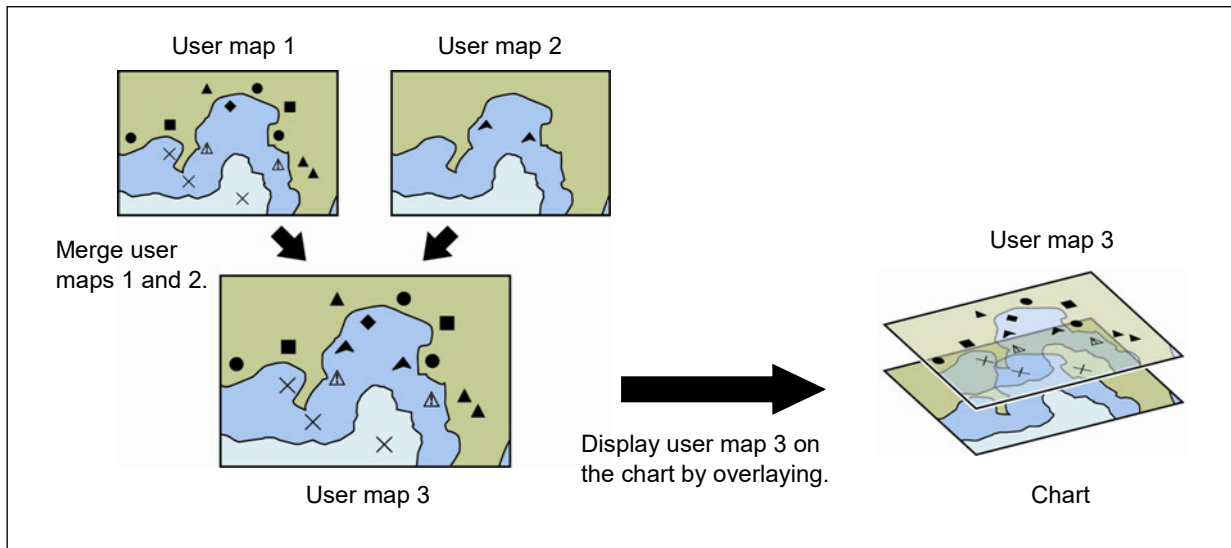 User map 1
User map 2
Merge user
maps 1 and 2.
User map 3
Display user map 3 on
the chart by overlaying.
User map 3
Chart